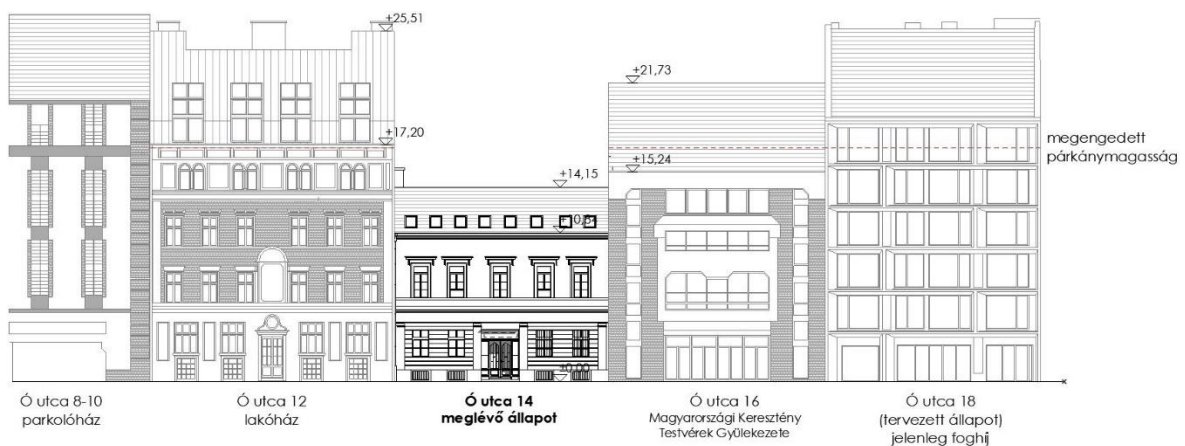 +25,51
+21,73
+17,20
megengedett
párkánymagasság
+15,24
+14,15
+10,84
±0,00
Ó utca 8-10
parkolóház
Ó utca 12
lakóház
Ó utca 14
meglévő állapot
Ó utca 16
Magyarországi Keresztény
Testvérek Gyülekezete
Ó utca 18
(tervezett állapot)
jelenleg foghíj